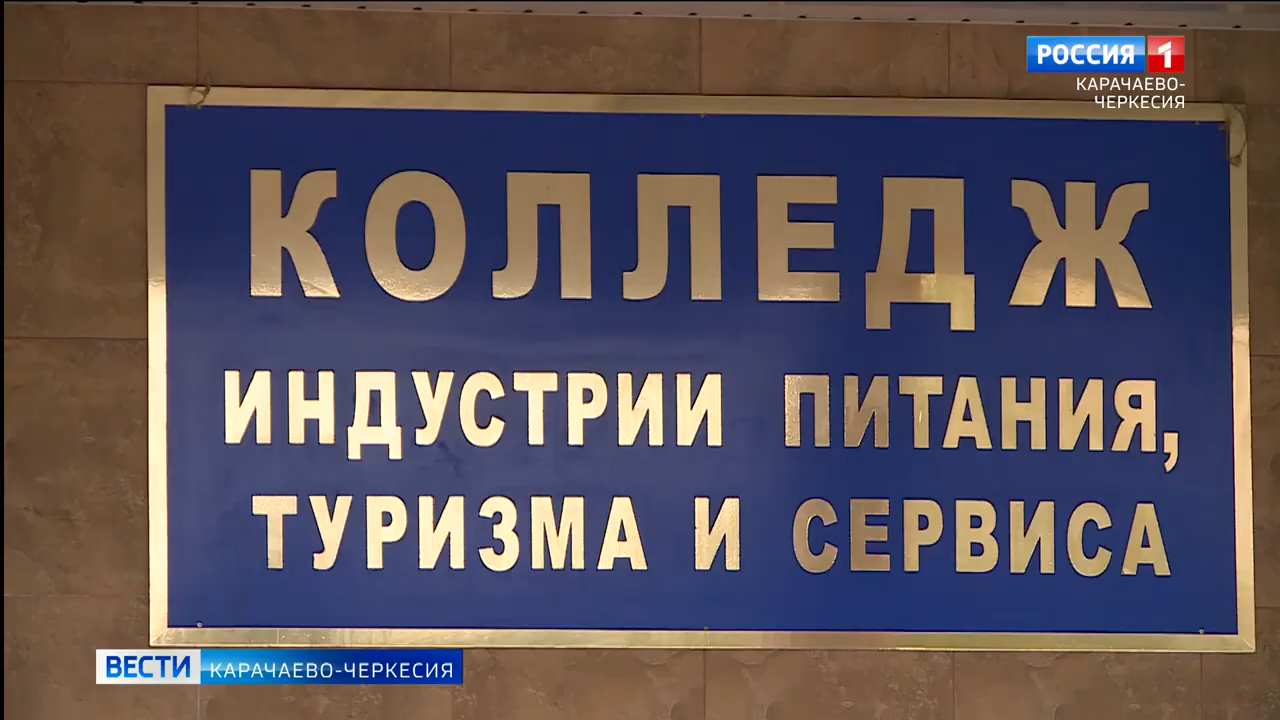 РОССИЯ 1
КАРАЧАЕВО-
ЧЕРКЕСИЯ
КОЛЛЕДЖ
ИНДУСТРИИ ПИТАНИЯ,
ТУРИЗМА И СЕРВИСА
ВЕСТИ КАРАЧАЕВО-ЧЕРКЕСИЯ